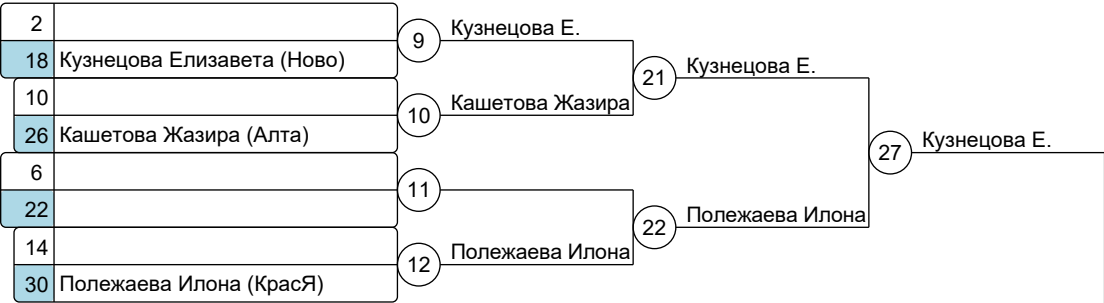 2
9
Кузнецова Е.
18 Кузнецова Елизавета (Ново)
21
Кузнецова Е.
10
10
Кашетова Жазира
26 Кашетова Жазира (Алта)
27
Кузнецова Е.
6
11
22
22
Полежаева Илона
14
12
Полежаева Илона
30 Полежаева Илона (КрасЯ)